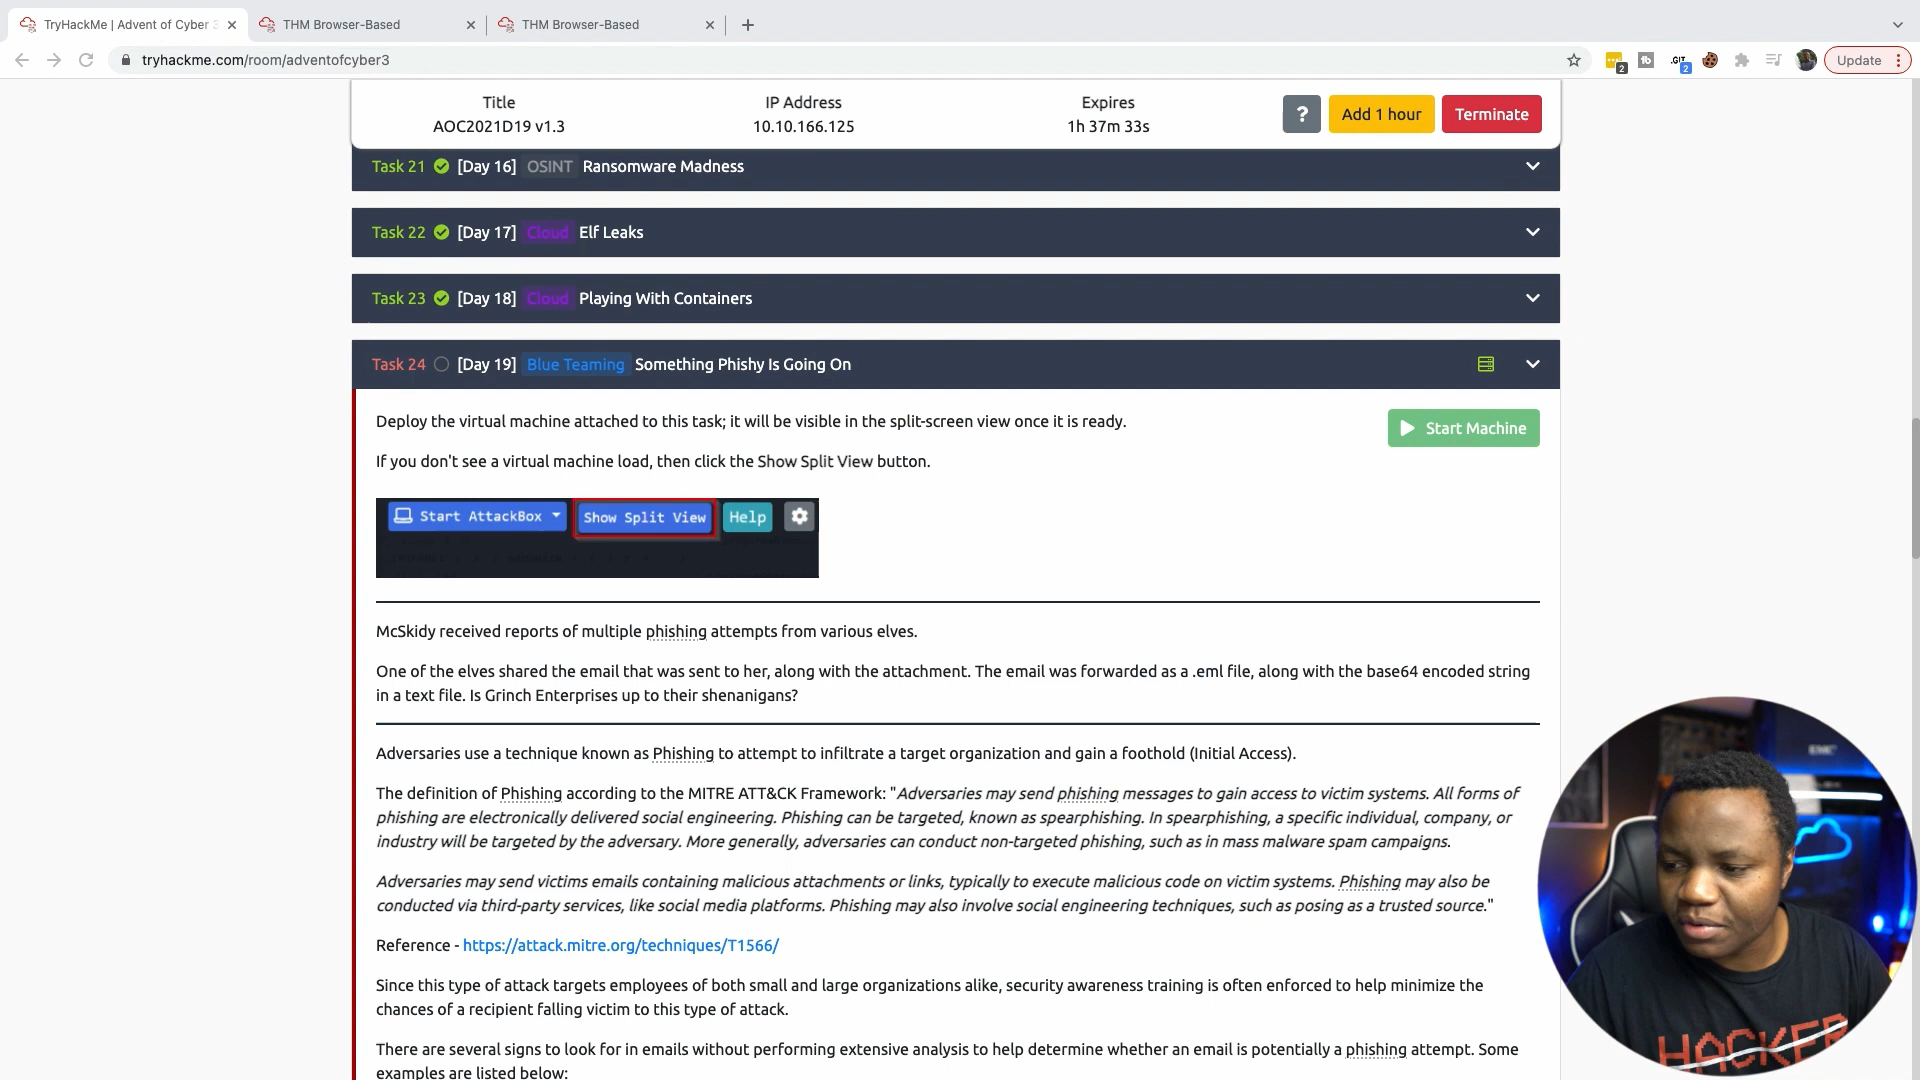 TryHackMe | Advent of Cyber 3
THM Browser-Based
THM Browser-Based
tryhackme.com/room/adventofcyber3
2
.GIT
2
Update
Title
AOC2021D19 v1.3
IP Address
10.10.166.125
Expires
1h 37m 33s
?
Add 1 hour
Terminate
Task 21 [Day 16] OSINT Ransomware Madness
Task 22 [Day 17] Cloud Elf Leaks
Task 23 [Day 18] Cloud Playing With Containers
Task 24 [Day 19] Blue Teaming Something Phishy Is Going On
Deploy the virtual machine attached to this task; it will be visible in the split-screen view once it is ready.
Start Machine
If you don't see a virtual machine load, then click the Show Split View button.
Start AttackBox Show Split View Help
McSkidy received reports of multiple phishing attempts from various elves.
One of the elves shared the email that was sent to her, along with the attachment. The email was forwarded as a .eml file, along with the base64 encoded string
in a text file. Is Grinch Enterprises up to their shenanigans?
Adversaries use a technique known as Phishing to attempt to infiltrate a target organization and gain a foothold (Initial Access).
The definition of Phishing according to the MITRE ATT&CK Framework: "Adversaries may send phishing messages to gain access to victim systems. All forms of
phishing are electronically delivered social engineering. Phishing can be targeted, known as spearphishing. In spearphishing, a specific individual, company, or
industry will be targeted by the adversary. More generally, adversaries can conduct non-targeted phishing, such as in mass malware spam campaigns.
Adversaries may send victims emails containing malicious attachments or links, typically to execute malicious code on victim systems. Phishing may also be
conducted via third-party services, like social media platforms. Phishing may also involve social engineering techniques, such as posing as a trusted source."
Reference - https://attack.mitre.org/techniques/T1566/
Since this type of attack targets employees of both small and large organizations alike, security awareness training is often enforced to help minimize the
chances of a recipient falling victim to this type of attack.
There are several signs to look for in emails without performing extensive analysis to help determine whether an email is potentially a phishing attempt. Some
examples are listed below:
HACKER